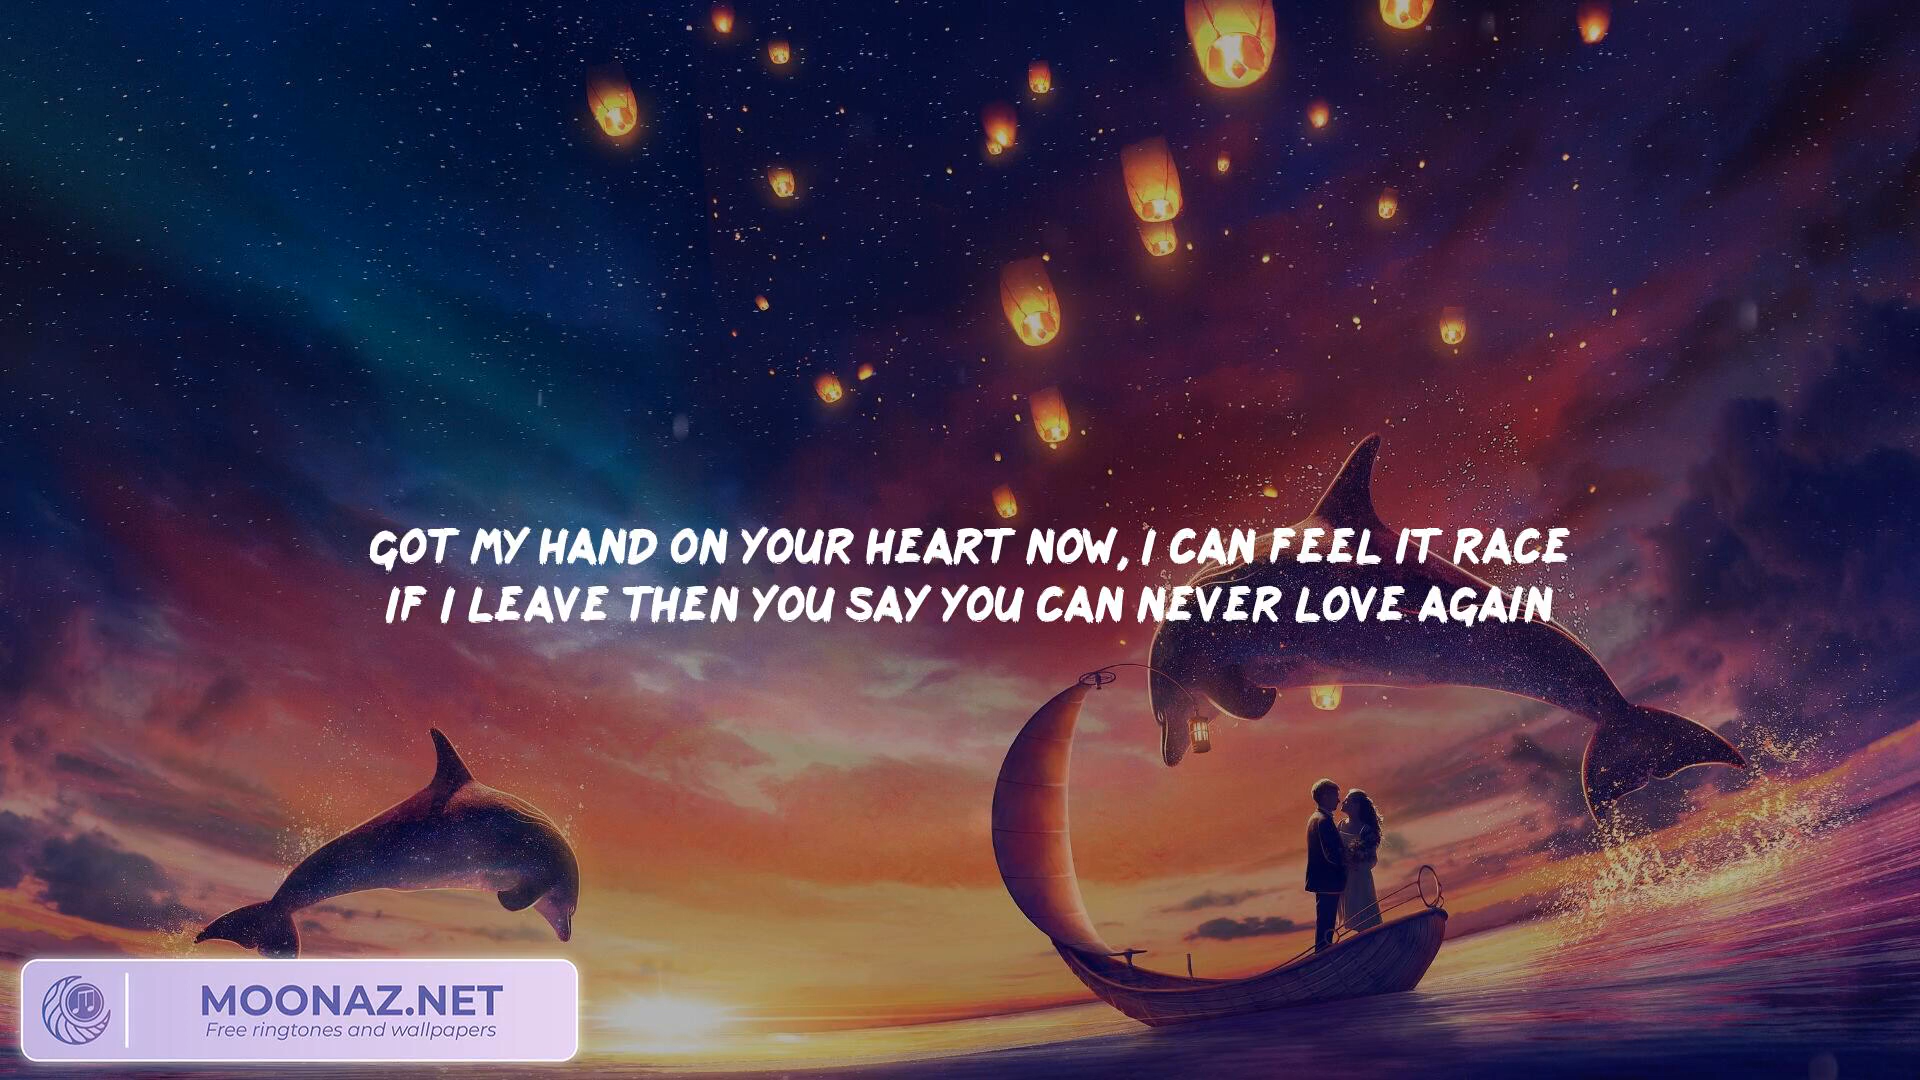 GOT MY HAND ON YOUR HEART NOW, I CAN FEEL IT RACE
IF I LEAVE THEN YOU SAY YOU CAN NEVER LOVE AGAIN
MOONAZ.NET
Free ringtones and wallpapers